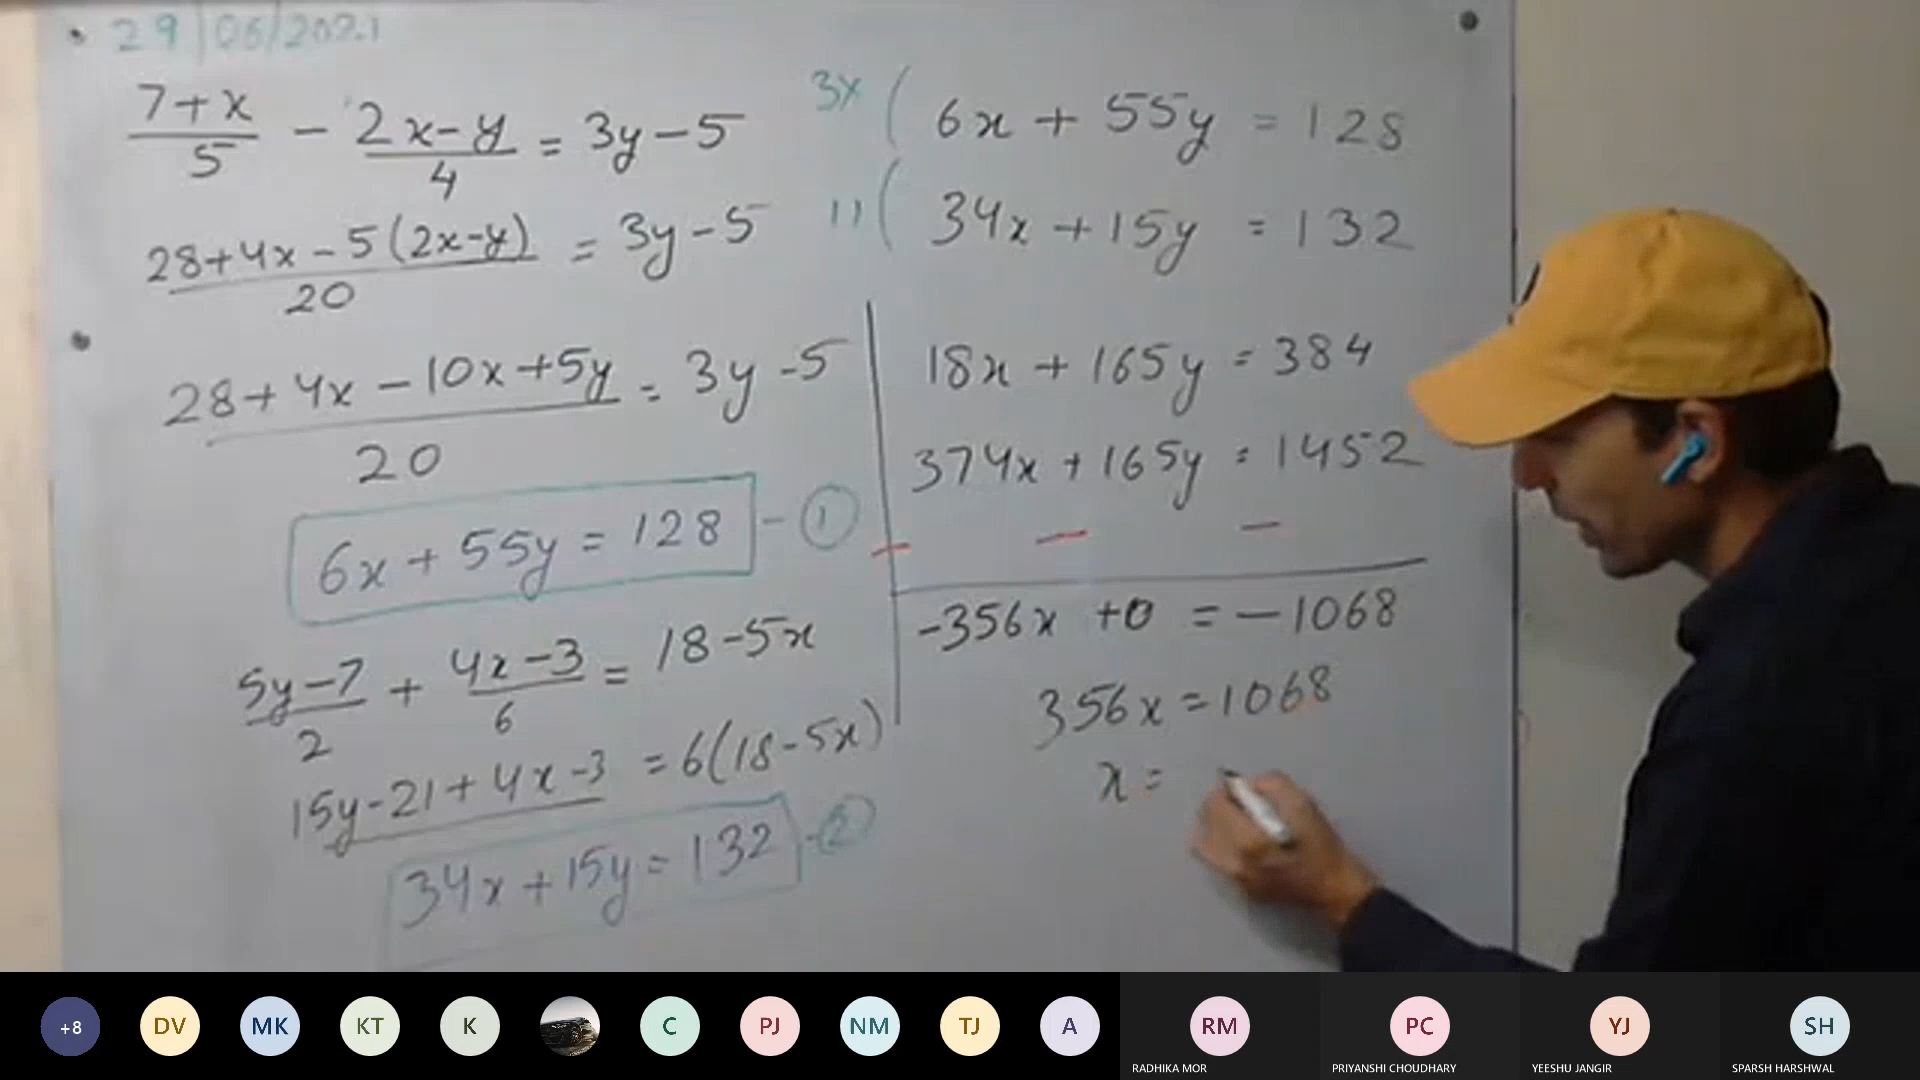 29/06/2021
7+x/5 - 2x-y/4 = 3y-5
28+4x-5(2x-y)/20 = 3y-5
28+4x-10x+5y/20 = 3y-5
6x+55y = 128 - ①
5y-7/2 + 4x-3/6 = 18-5x
15y-21+4x-3 = 6(18-5x)
34x+15y = 132 - ②
3x ( 6x + 55y = 128
11 ( 34x + 15y = 132
18x + 165y = 384
374x + 165y = 1452
- - -
-356x +0 = -1068
356x = 1068
x =
+8
DV
MK
KT
K
C
PJ
NM
TJ
A
RM
RADHIKA MOR
PC
PRIYANSHI CHOUDHARY
YJ
YEESHU JANGIR
SH
SPARSH HARSHWAL